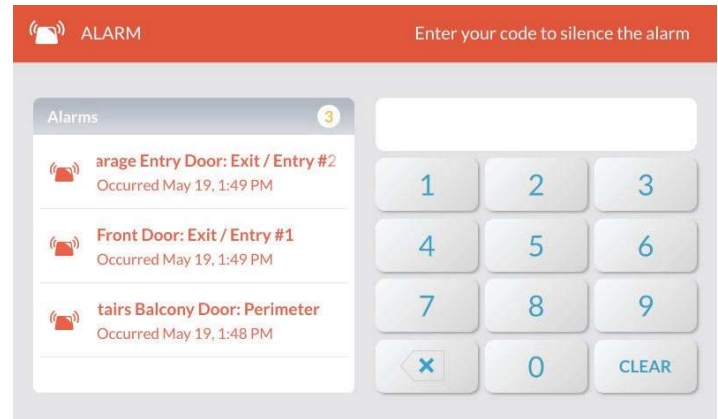 ALARM
Enter your code to silence the alarm
Alarms 3
arage Entry Door: Exit / Entry #2
Occurred May 19, 1:49 PM
Front Door: Exit / Entry #1
Occurred May 19, 1:49 PM
tairs Balcony Door: Perimeter
Occurred May 19, 1:48 PM
1 2 3
4 5 6
7 8 9
0 CLEAR